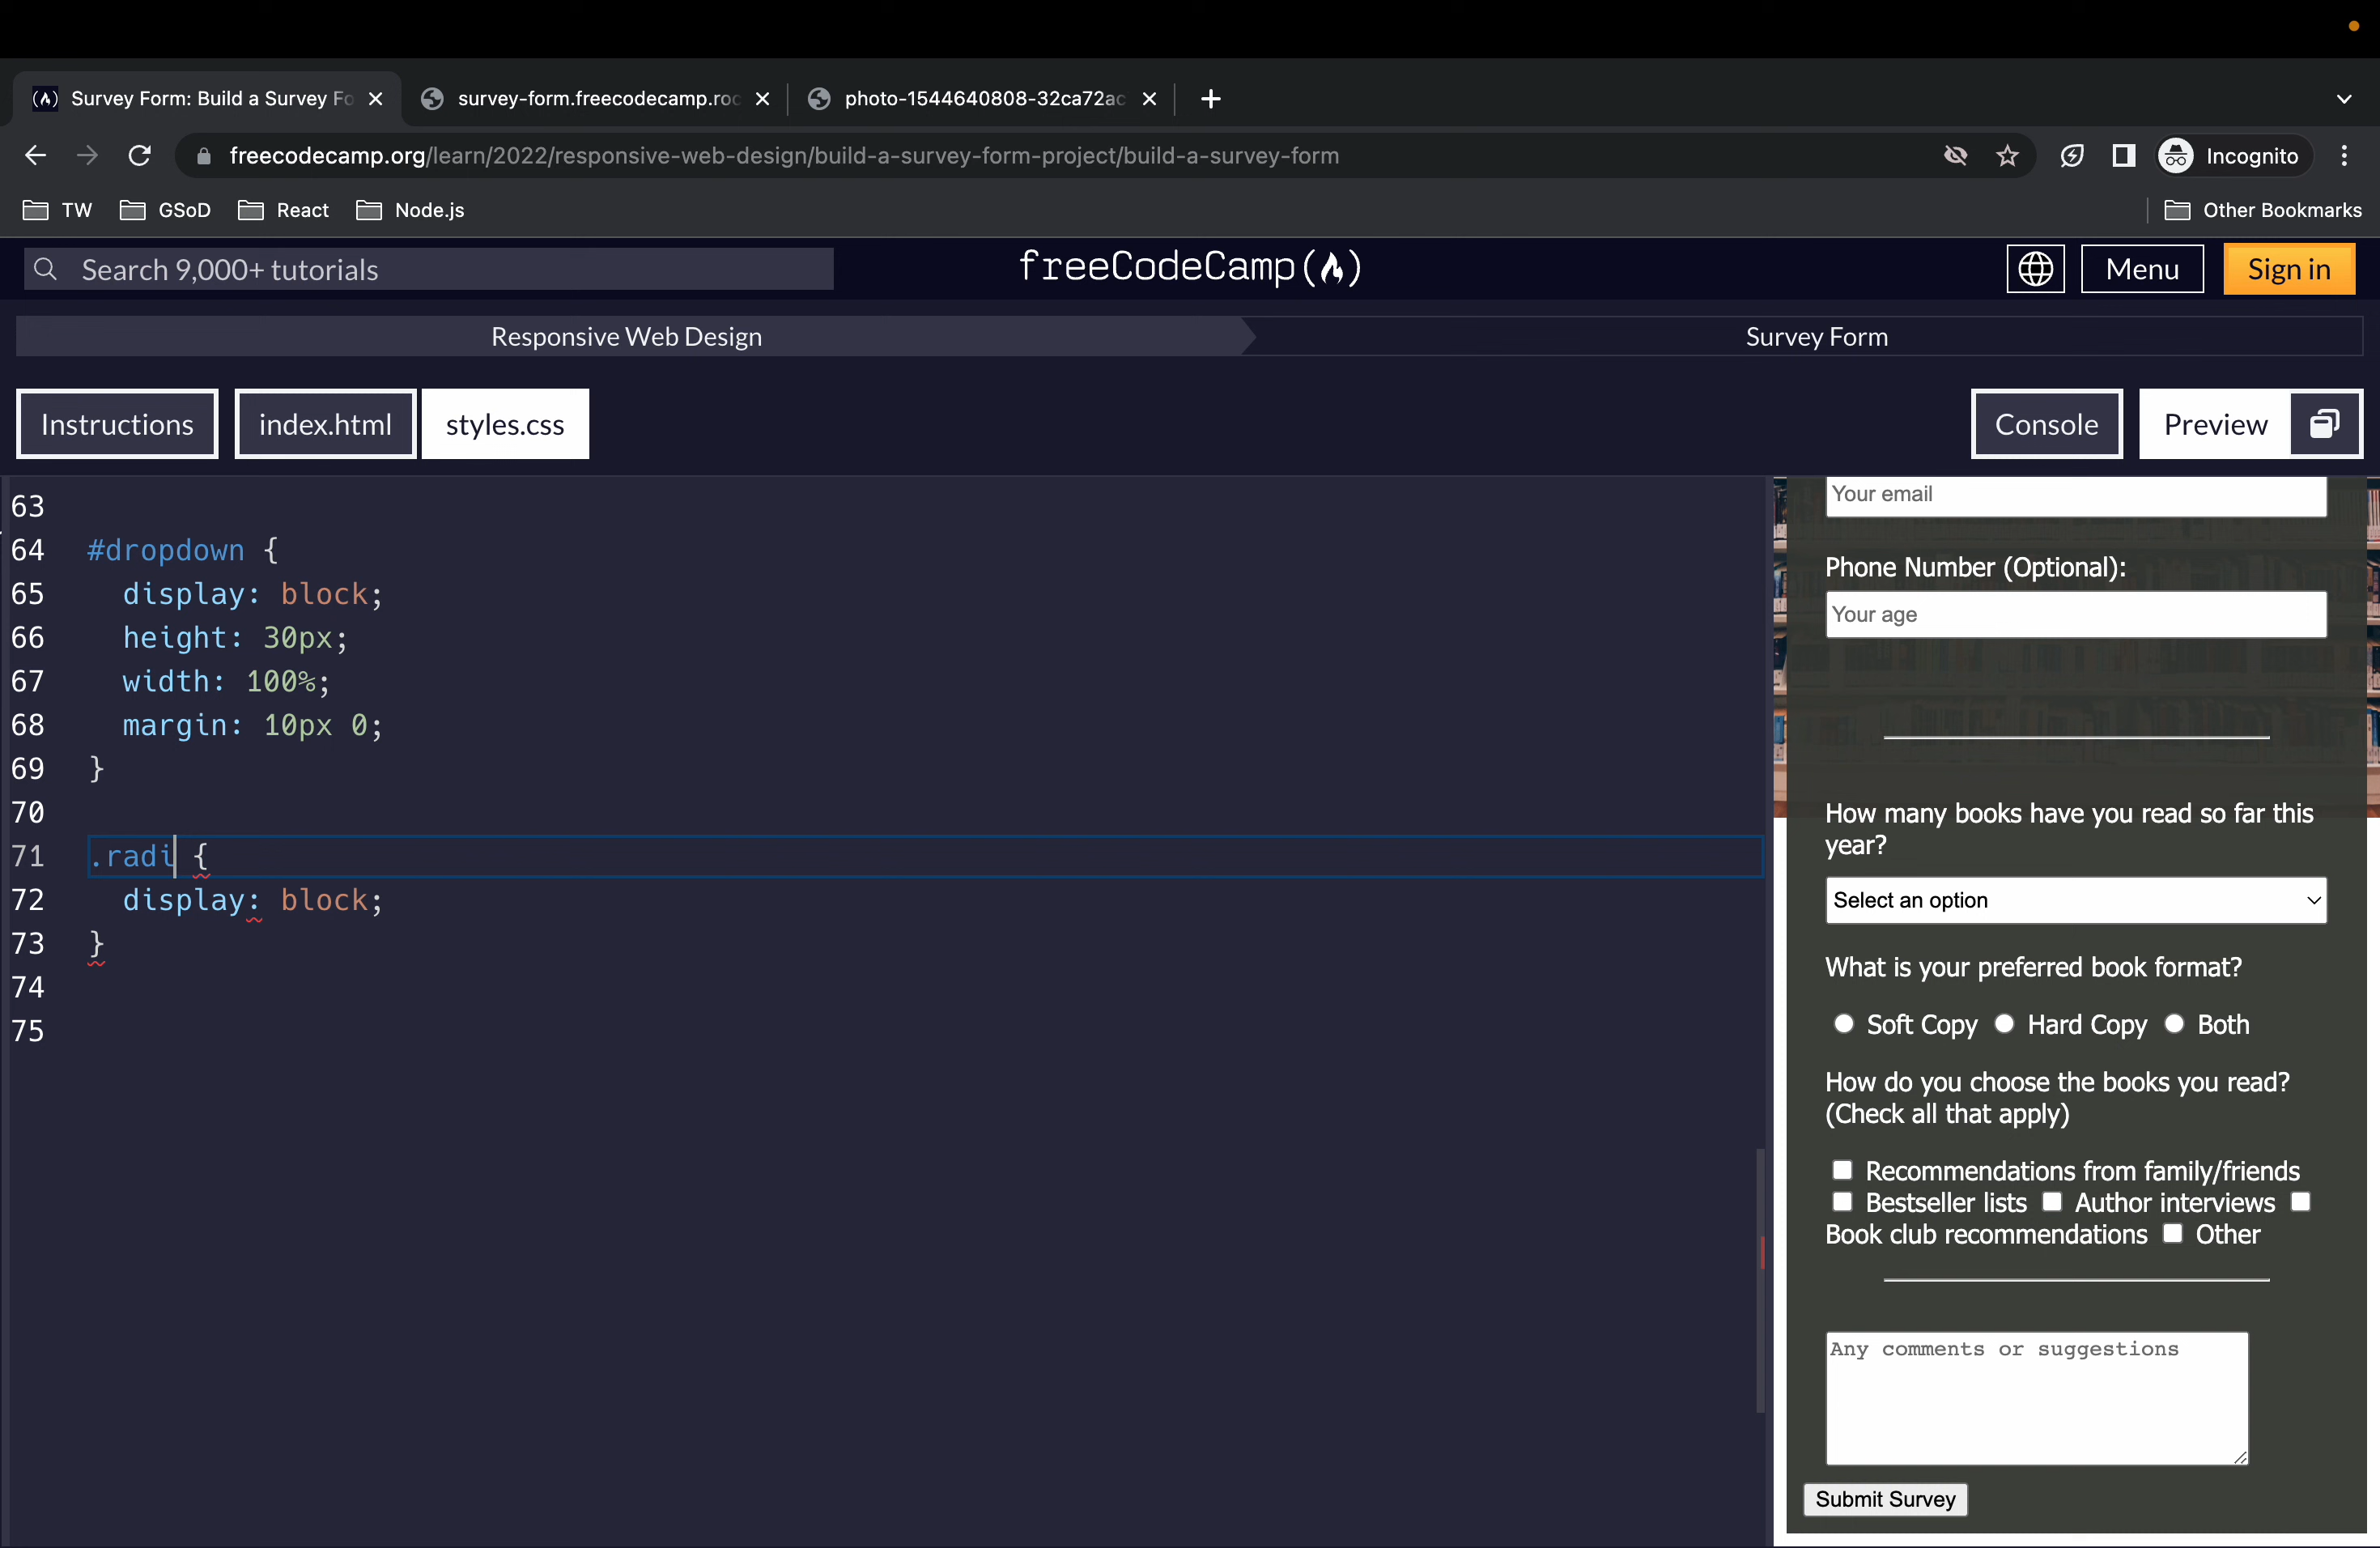 Survey Form: Build a Survey Fo
survey-form.freecodecamp.roc
photo-1544640808-32ca72ac
freecodecamp.org/learn/2022/responsive-web-design/build-a-survey-form-project/build-a-survey-form
Incognito
TW
GSoD
React
Node.js
Other Bookmarks
Search 9,000+ tutorials
freeCodeCamp
Menu
Sign in
Responsive Web Design
Survey Form
Instructions
index.html
styles.css
Console
Preview
63
64 #dropdown {
65 display: block;
66 height: 30px;
67 width: 100%;
68 margin: 10px 0;
69 }
70
71 .radi {
72 display: block;
73 }
74
75
Your email
Phone Number (Optional):
Your age
How many books have you read so far this
year?
Select an option
What is your preferred book format?
Soft Copy Hard Copy Both
How do you choose the books you read?
(Check all that apply)
Recommendations from family/friends
Bestseller lists Author interviews
Book club recommendations Other
Any comments or suggestions
Submit Survey